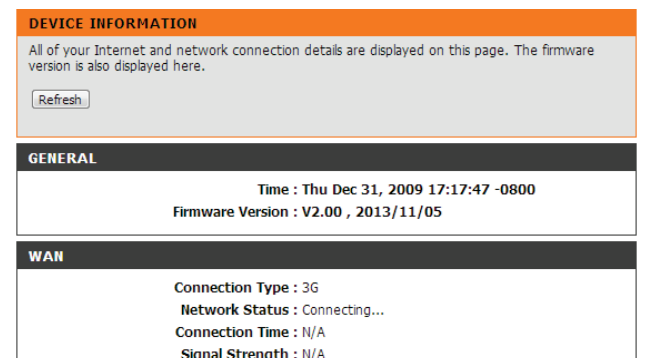 DEVICE INFORMATION
All of your Internet and network connection details are displayed on this page. The firmware
version is also displayed here.
Refresh
GENERAL
Time : Thu Dec 31, 2009 17:17:47 -0800
Firmware Version : V2.00 , 2013/11/05
WAN
Connection Type : 3G
Network Status : Connecting...
Connection Time : N/A
Signal Strength : N/A